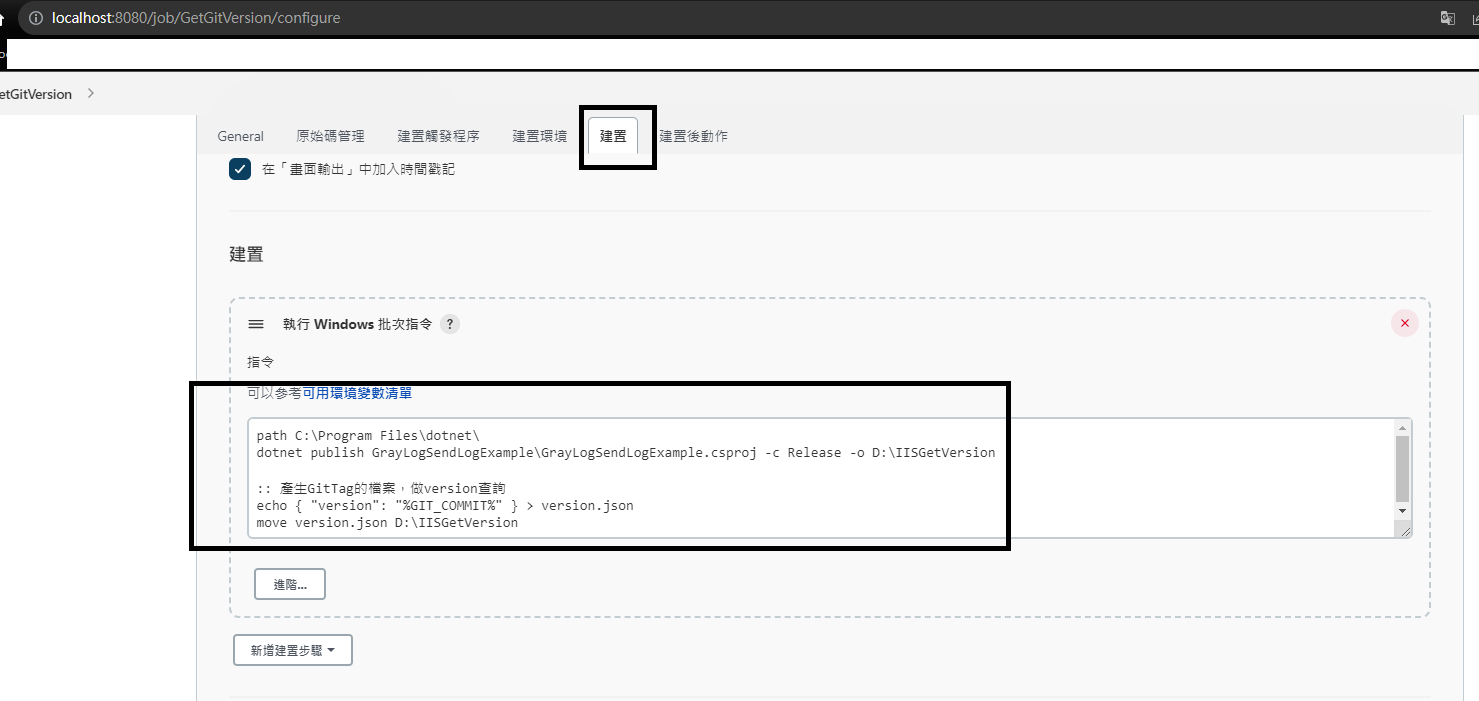 localhost:8080/job/GetGitVersion/configure
etGitVersion
General 原始碼管理 建置觸發程序 建置環境 建置 建置後動作
在「畫面輸出」中加入時間戳記
建置
執行 Windows 批次指令 ?
指令
可以參考可用環境變數清單
path C:\Program Files\dotnet\
dotnet publish GrayLogSendLogExample\GrayLogSendLogExample.csproj -c Release -o D:\IISGetVersion
:: 產生GitTag的檔案，做version查詢
echo { "version": "%GIT_COMMIT%" } > version.json
move version.json D:\IISGetVersion
進階...
新增建置步驟